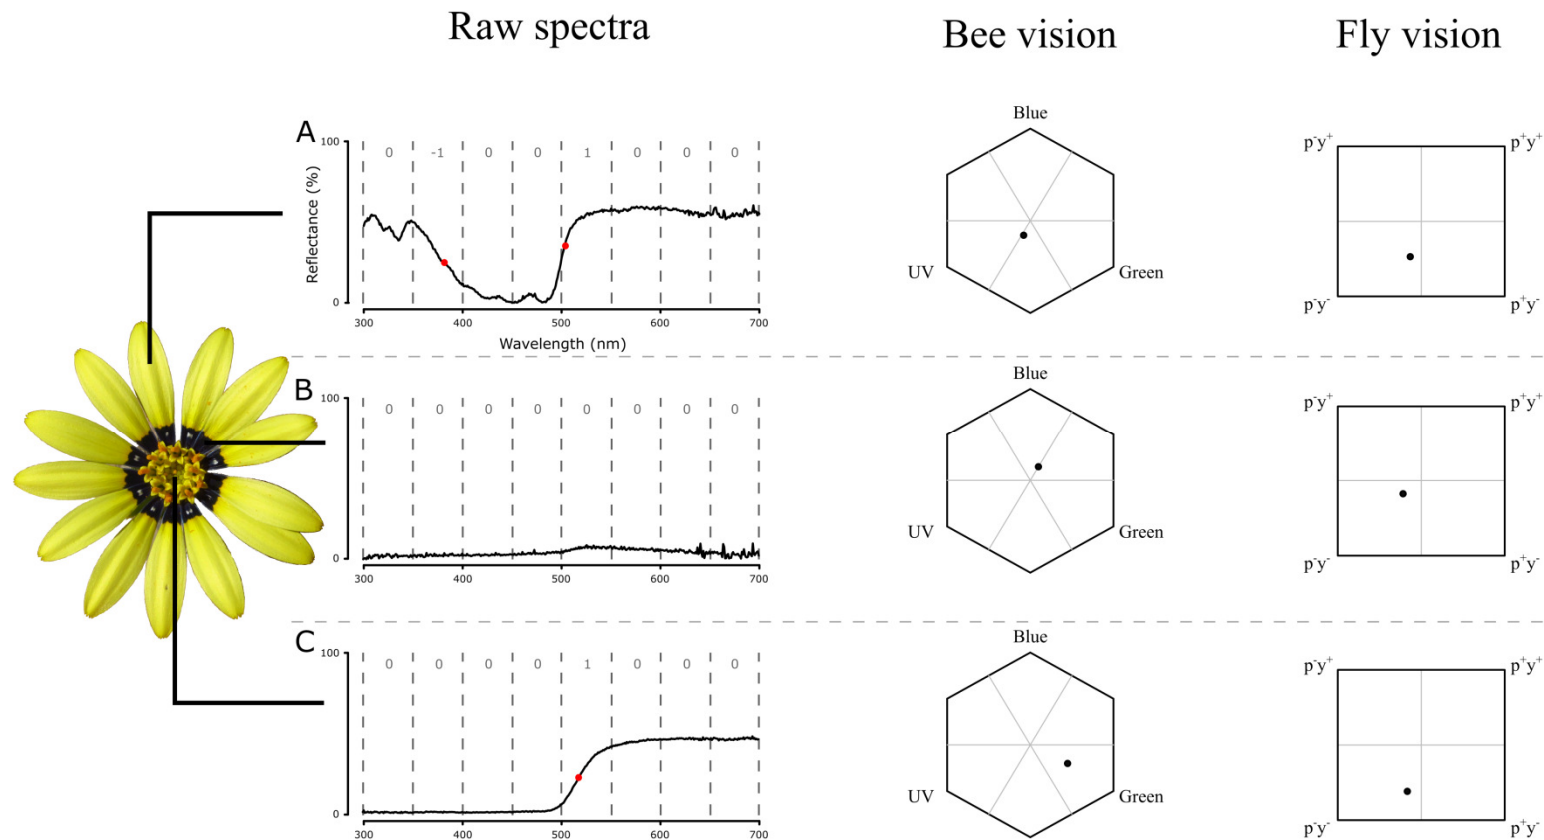 Raw spectra
Bee vision
Fly vision
A
100
0 -1 0 0 1 0 0 0
Reflectance (%)
0
300 400 500 600 700
Wavelength (nm)
Blue
UV
Green
p⁻y⁺
p⁺y⁺
p⁻y⁻
p⁺y⁻
B
100
0 0 0 0 0 0 0 0
0
300 400 500 600 700
Blue
UV
Green
p⁻y⁺
p⁺y⁺
p⁻y⁻
p⁺y⁻
C
100
0 0 0 0 1 0 0 0
0
300 400 500 600 700
Blue
UV
Green
p⁻y⁺
p⁺y⁺
p⁻y⁻
p⁺y⁻